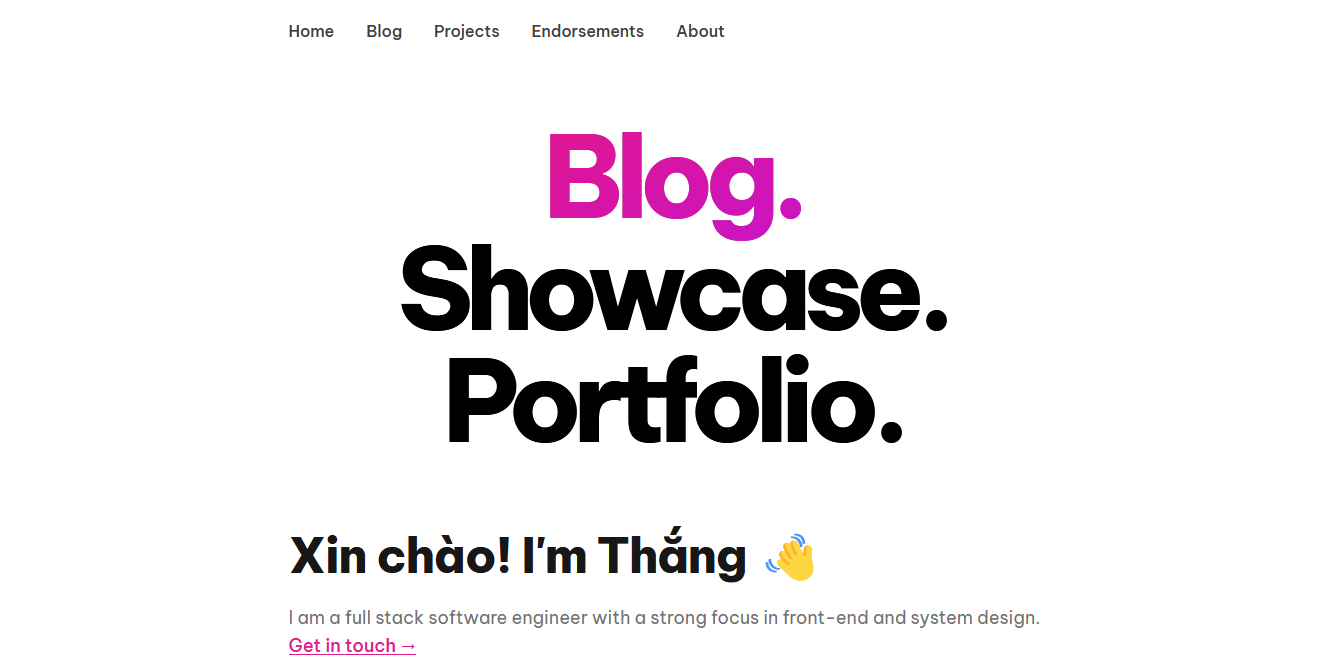 Home Blog Projects Endorsements About
Blog.
Showcase.
Portfolio.
Xin chào! I'm Thắng 👋
I am a full stack software engineer with a strong focus in front-end and system design.
Get in touch →